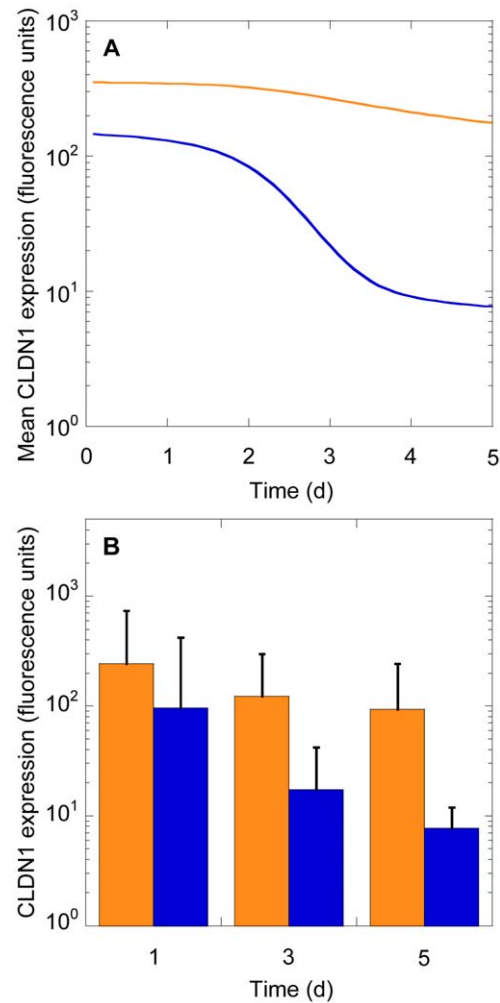 A
Mean CLDN1 expression (fluorescence units)
10³
10²
10¹
10⁰
0 1 2 3 4 5
Time (d)
B
CLDN1 expression (fluorescence units)
10³
10²
10¹
10⁰
1 3 5
Time (d)